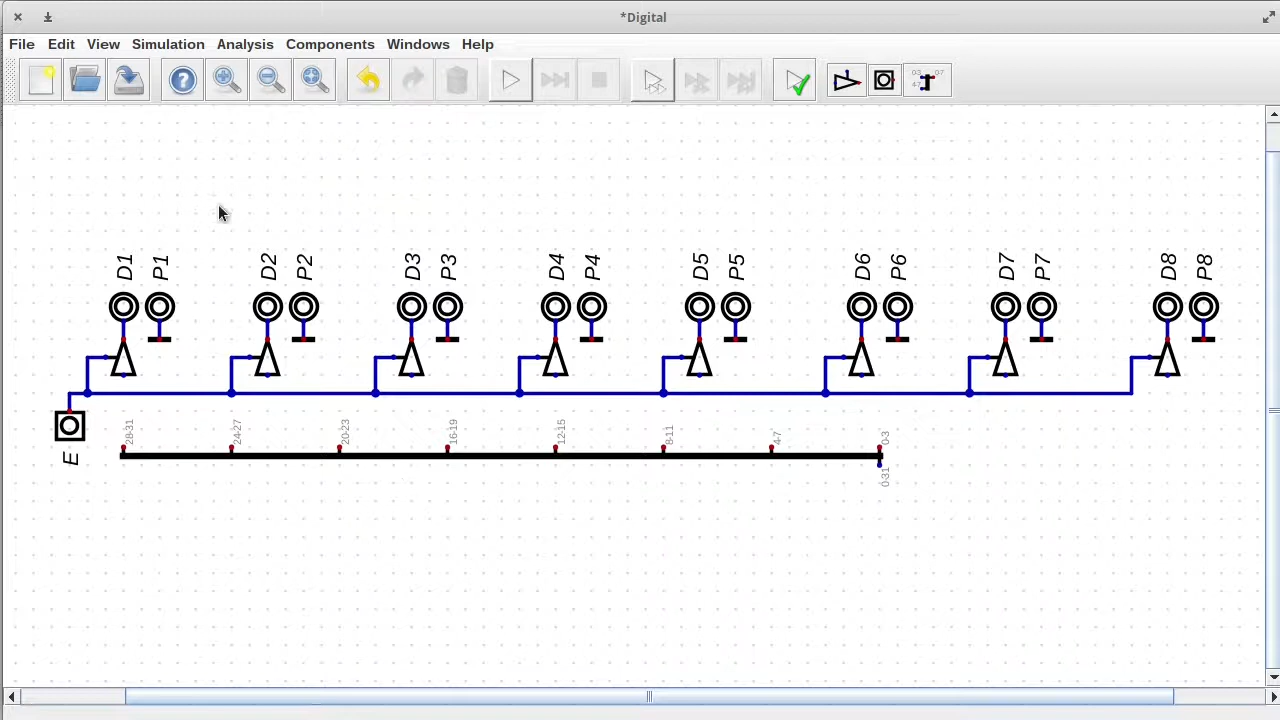 *Digital
File Edit View Simulation Analysis Components Windows Help
D1 P1 D2 P2 D3 P3 D4 P4 D5 P5 D6 P6 D7 P7 D8 P8
E
28-31 24-27 20-23 16-19 12-15 8-11 4-7 0-3
0-31